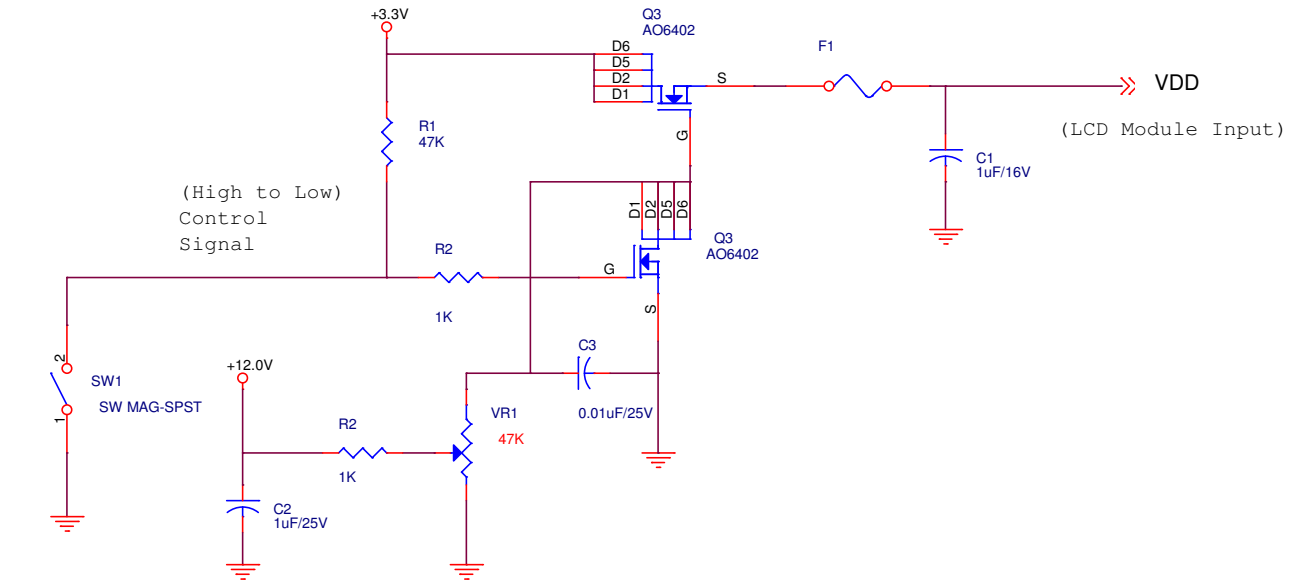 +3.3V
Q3
AO6402
D6
D5
D2
D1
S
G
F1
VDD
(LCD Module Input)
R1
47K
C1
1uF/16V
(High to Low)
Control
Signal
D1
D2
D5
D6
Q3
AO6402
R2
1K
G
S
C3
0.01uF/25V
+12.0V
2
SW1
SW MAG-SPST
1
R2
1K
VR1
47K
C2
1uF/25V